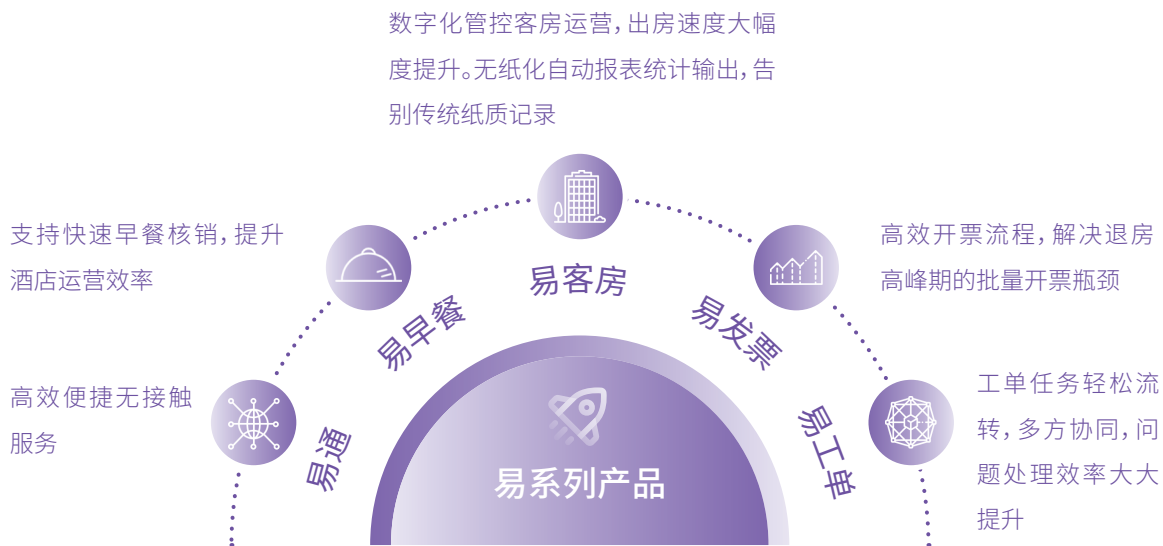 数字化管控客房运营，出房速度大幅
度提升。无纸化自动报表统计输出，告
别传统纸质记录
支持快速早餐核销，提升
酒店运营效率
高效开票流程，解决退房
高峰期的批量开票瓶颈
易客房
易早餐
易发票
高效便捷无接触
服务
易通
易工单
工单任务轻松流
转，多方协同，问
题处理效率大大
提升
易系列产品